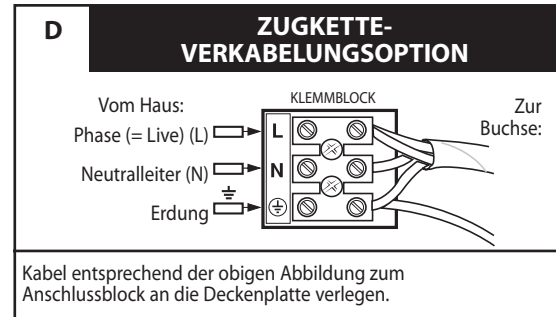 D
ZUGKETTE-
VERKABELUNGSOPTION
KLEMMBLOCK
Vom Haus:
Phase (= Live) (L)
Neutralleiter (N)
Erdung
L
N
Zur
Buchse:
Kabel entsprechend der obigen Abbildung zum
Anschlussblock an die Deckenplatte verlegen.